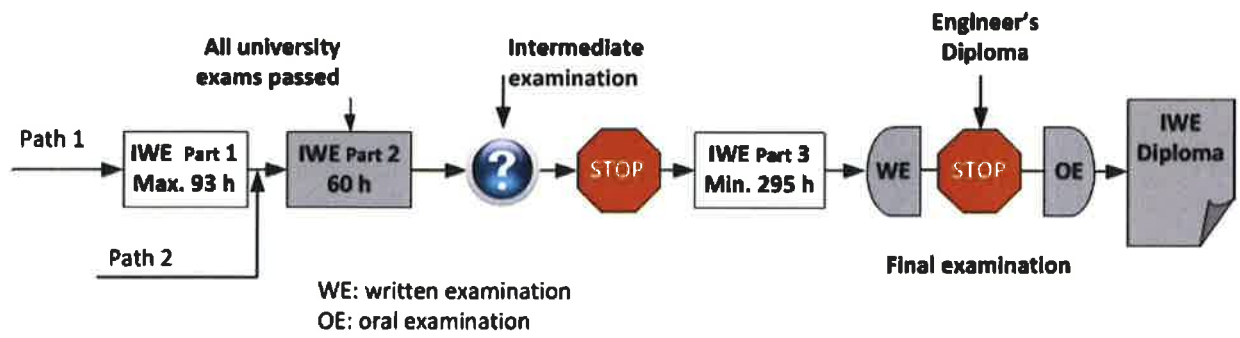 All university
exams passed
Intermediate
examination
Engineer's
Diploma
Path 1
IWE Part 1
Max. 93 h
IWE Part 2
60 h
?
STOP
IWE Part 3
Min. 295 h
WE
STOP
OE
IWE
Diploma
Path 2
Final examination
WE: written examination
OE: oral examination